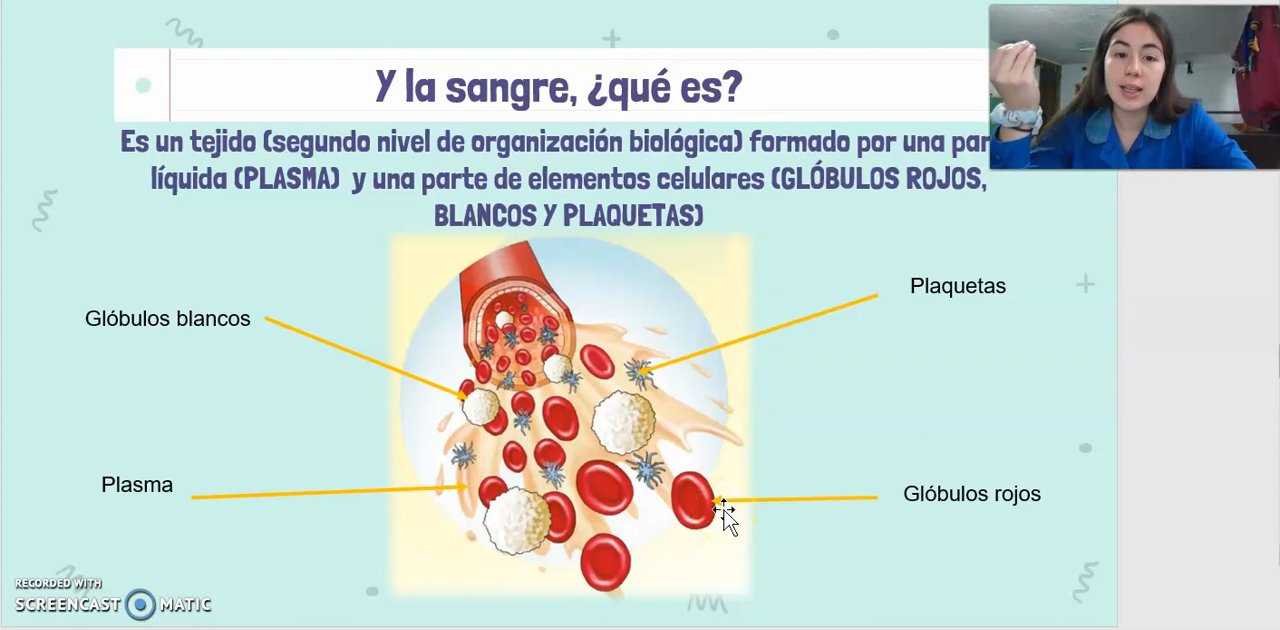 Y la sangre, ¿qué es?
Es un tejido (segundo nivel de organización biológica) formado por una
líquida (PLASMA) y una parte de elementos celulares (GLÓBULOS ROJOS,
BLANCOS Y PLAQUETAS)
Plaquetas
Glóbulos blancos
Plasma
Glóbulos rojos
RECORDED WITH
SCREENCAST MATIC